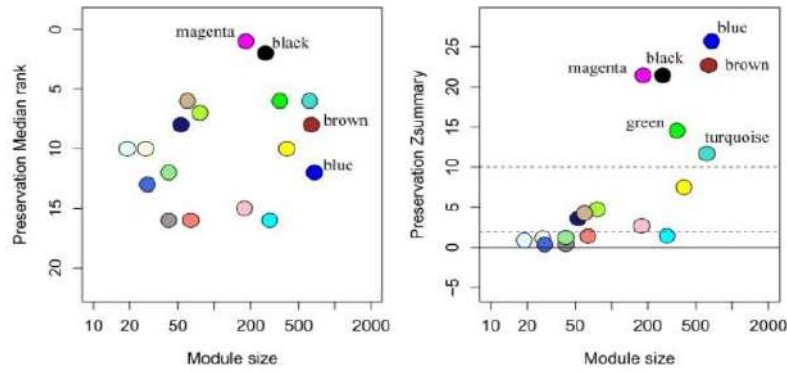 Preservation Median rank
0
5
10
15
20
magenta
black
brown
blue
10 20 50 200 500 2000
Module size
Preservation Zsummary
25
20
15
10
5
0
−5
blue
magenta black brown
green
turquoise
10 20 50 200 500 2000
Module size